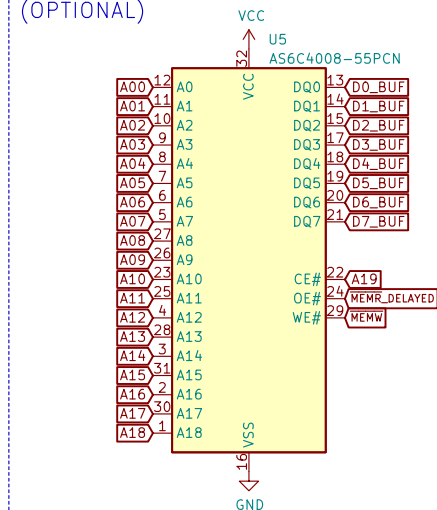 (OPTIONAL)
VCC
U5
AS6C4008-55PCN
32
VCC
A00 12 A0 DQ0 13 D0_BUF
A01 11 A1 DQ1 14 D1_BUF
A02 10 A2 DQ2 15 D2_BUF
A03 9 A3 DQ3 17 D3_BUF
A04 8 A4 DQ4 18 D4_BUF
A05 7 A5 DQ5 19 D5_BUF
A06 6 A6 DQ6 20 D6_BUF
A07 5 A7 DQ7 21 D7_BUF
A08 27 A8
A09 26 A9
A10 23 A10 CE# 22 A19
A11 25 A11 OE# 24 MEMR_DELAYED
A12 4 A12 WE# 29 MEMW
A13 28 A13
A14 3 A14
A15 31 A15
A16 2 A16
A17 30 A17
A18 1 A18
VSS
16
GND